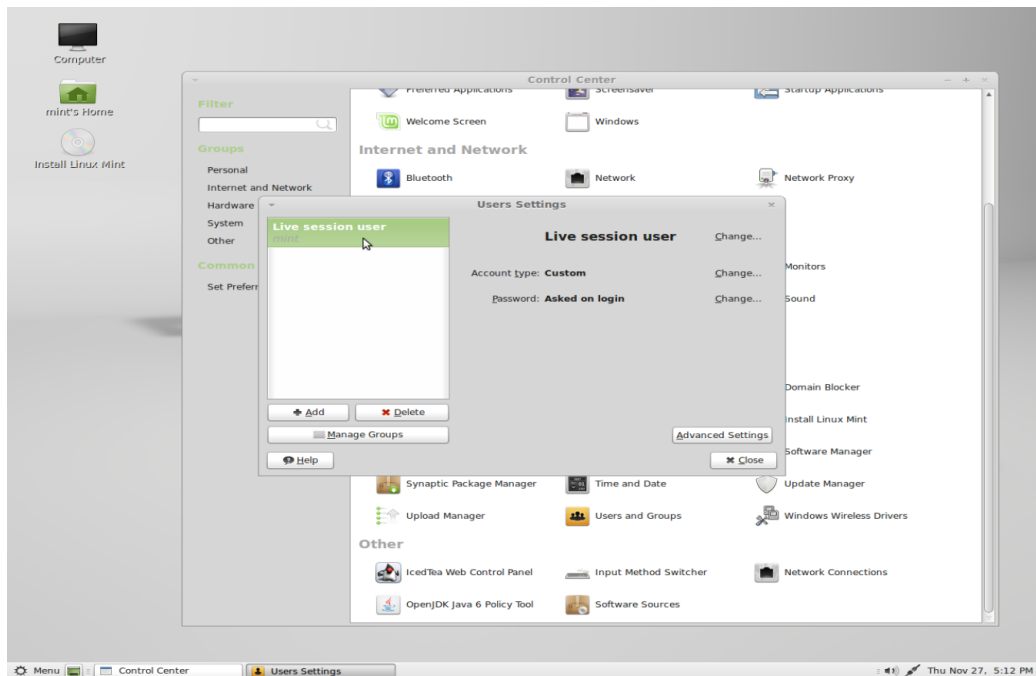 Computer
mint's Home
Install Linux Mint
Control Center
Filter
Groups
Personal
Internet and Network
Hardware
System
Other
Common
Set Preferr
Preferred Applications
Screensaver
Startup Applications
Welcome Screen
Windows
Internet and Network
Bluetooth
Network
Network Proxy
Users Settings
Live session user
mint
Live session user
Change...
Account type: Custom
Change...
Password: Asked on login
Change...
Add
Delete
Manage Groups
Advanced Settings
Help
Close
Monitors
Sound
Domain Blocker
Install Linux Mint
Software Manager
Synaptic Package Manager
Time and Date
Update Manager
Upload Manager
Users and Groups
Windows Wireless Drivers
Other
IcedTea Web Control Panel
Input Method Switcher
Network Connections
OpenJDK Java 6 Policy Tool
Software Sources
Menu
Control Center
Users Settings
Thu Nov 27, 5:12 PM